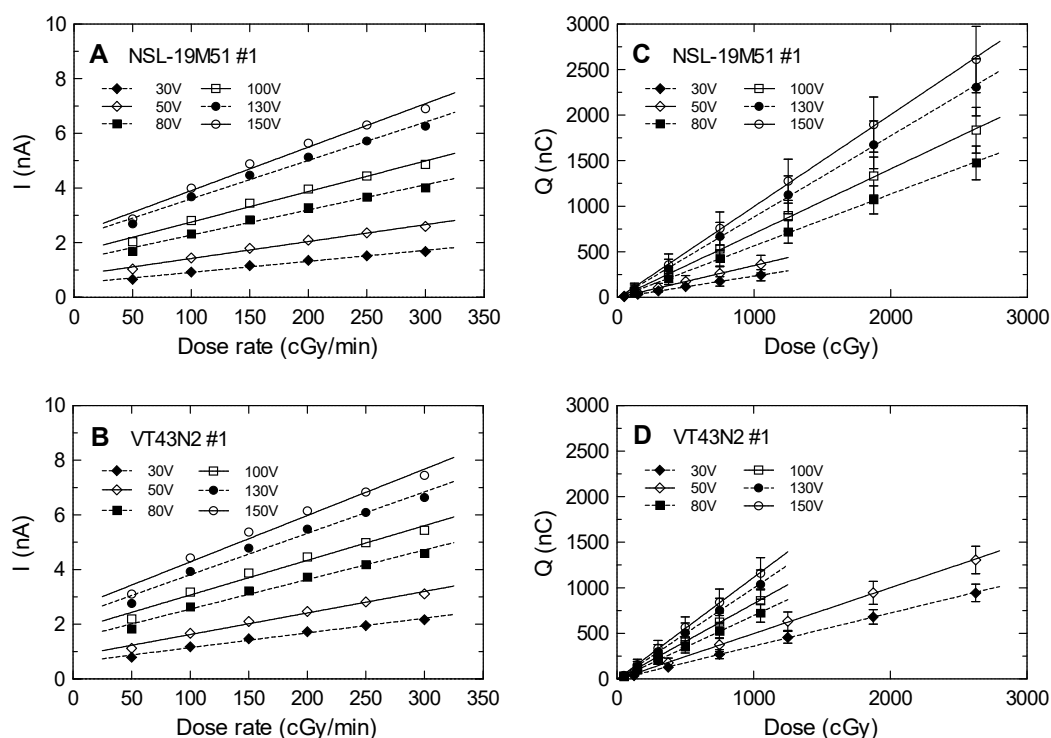 A NSL-19M51 #1
30V 100V
50V 130V
80V 150V
8
6
4
2
0
I (nA)
0 50 100 150 200 250 300 350
Dose rate (cGy/min)
C NSL-19M51 #1
30V 100V
50V 130V
80V 150V
3000
2500
2000
1500
1000
500
0
Q (nC)
0 1000 2000 3000
Dose (cGy)
B VT43N2 #1
30V 100V
50V 130V
80V 150V
10
8
6
4
2
0
I (nA)
0 50 100 150 200 250 300 350
Dose rate (cGy/min)
D VT43N2 #1
30V 100V
50V 130V
80V 150V
3000
2500
2000
1500
1000
500
0
Q (nC)
0 1000 2000 3000
Dose (cGy)